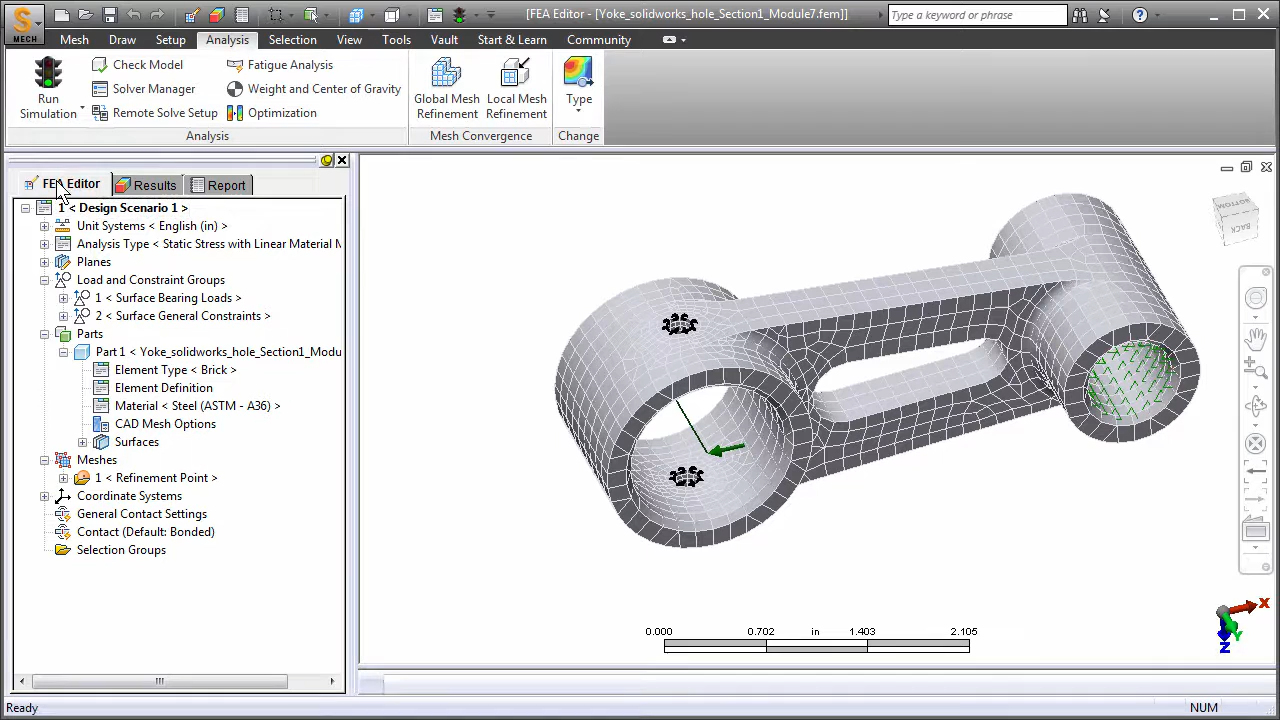 [FEA Editor - [Yoke_solidworks_hole_Section1_Module7.fem]]
Type a keyword or phrase
MECH
Mesh Draw Setup Analysis Selection View Tools Vault Start & Learn Community
Run Simulation
Check Model
Solver Manager
Remote Solve Setup
Fatigue Analysis
Weight and Center of Gravity
Optimization
Analysis
Global Mesh Refinement
Local Mesh Refinement
Mesh Convergence
Type
Change
FEA Editor Results Report
1 < Design Scenario 1 >
Unit Systems < English (in) >
Analysis Type < Static Stress with Linear Material M
Planes
Load and Constraint Groups
1 < Surface Bearing Loads >
2 < Surface General Constraints >
Parts
Part 1 < Yoke_solidworks_hole_Section1_Modu
Element Type < Brick >
Element Definition
Material < Steel (ASTM - A36) >
CAD Mesh Options
Surfaces
Meshes
1 < Refinement Point >
Coordinate Systems
General Contact Settings
Contact (Default: Bonded)
Selection Groups
BOTTOM
BACK
0.000 0.702 in 1.403 2.105
X
Y
Z
Ready
NUM